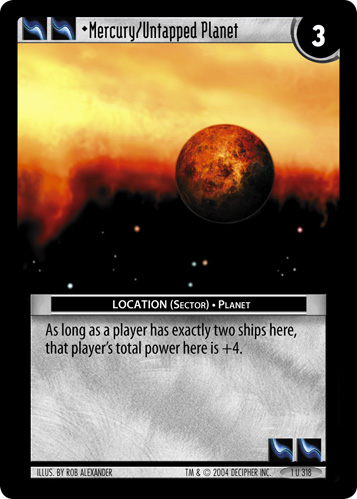 •Mercury/Untapped Planet
3
LOCATION (SECTOR) • PLANET
As long as a player has exactly two ships here,
that player's total power here is +4.
ILLUS. BY ROB ALEXANDER TM & © 2004 DECIPHER INC. 1 U 318